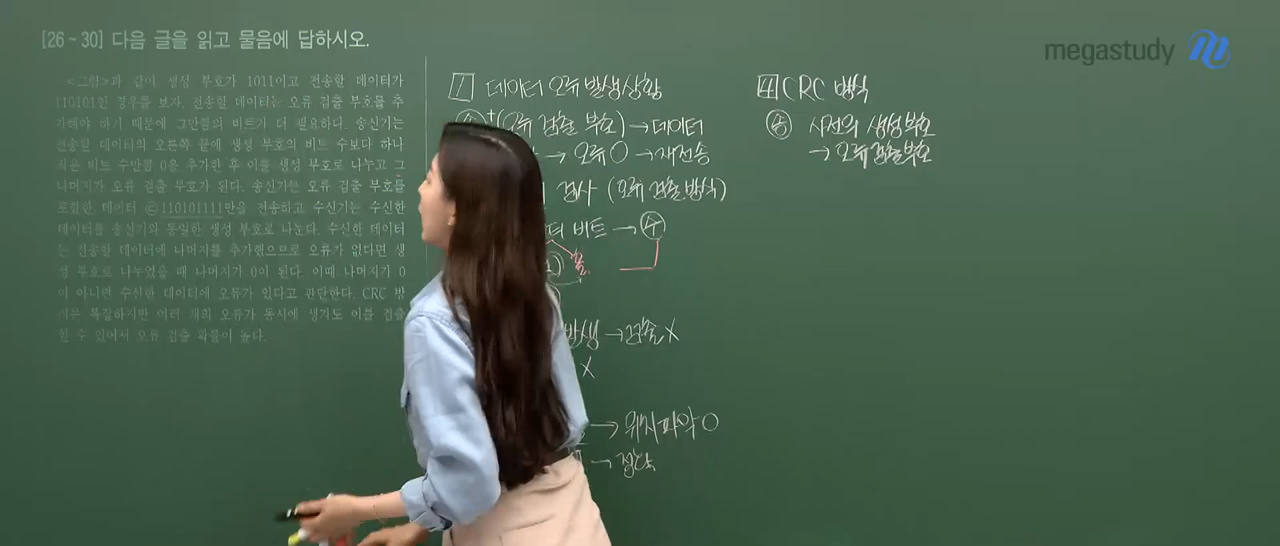 [26~30] 다음 글을 읽고 물음에 답하시오.
megastudy
<그림>과 같이 생성 부호가 1011이고 전송할 데이터가
110101인 경우를 보자. 전송할 데이터는 오류 검출 부호를 추
가해야 하기 때문에 그만큼의 비트가 더 필요하다. 송신기는
전송할 데이터의 오른쪽 끝에 생성 부호의 비트 수보다 하나
작은 비트 수만큼 0을 추가한 후 이를 생성 부호로 나누고 그
나머지가 오류 검출 부호가 된다. 송신기는 오류 검출 부호를
포함한 데이터 ㉢110101111만을 전송하고 수신기는 수신한
데이터를 송신기와 동일한 생성 부호로 나눈다. 수신한 데이터
는 전송할 데이터에 나머지를 추가했으므로 오류가 없다면 생
성 부호로 나누었을 때 나머지가 0이 된다. 이때 나머지가 0
이 아니면 수신한 데이터에 오류가 있다고 판단한다. CRC 방
식은 복잡하지만 여러 개의 오류가 동시에 생겨도 이를 검출
할 수 있어서 오류 검출 확률이 높다.
1 데이터 오류 발생 상황
+(오류 검출 부호) → 데이터
→ 오류 O → 재전송
검사 (오류 검출 방식)
비트 → 수
홀
발생 → 검출 X
X
→ 위치 파악 O
→
4 CRC 방식
송 사전의 생성부호
→ 오류검출부호